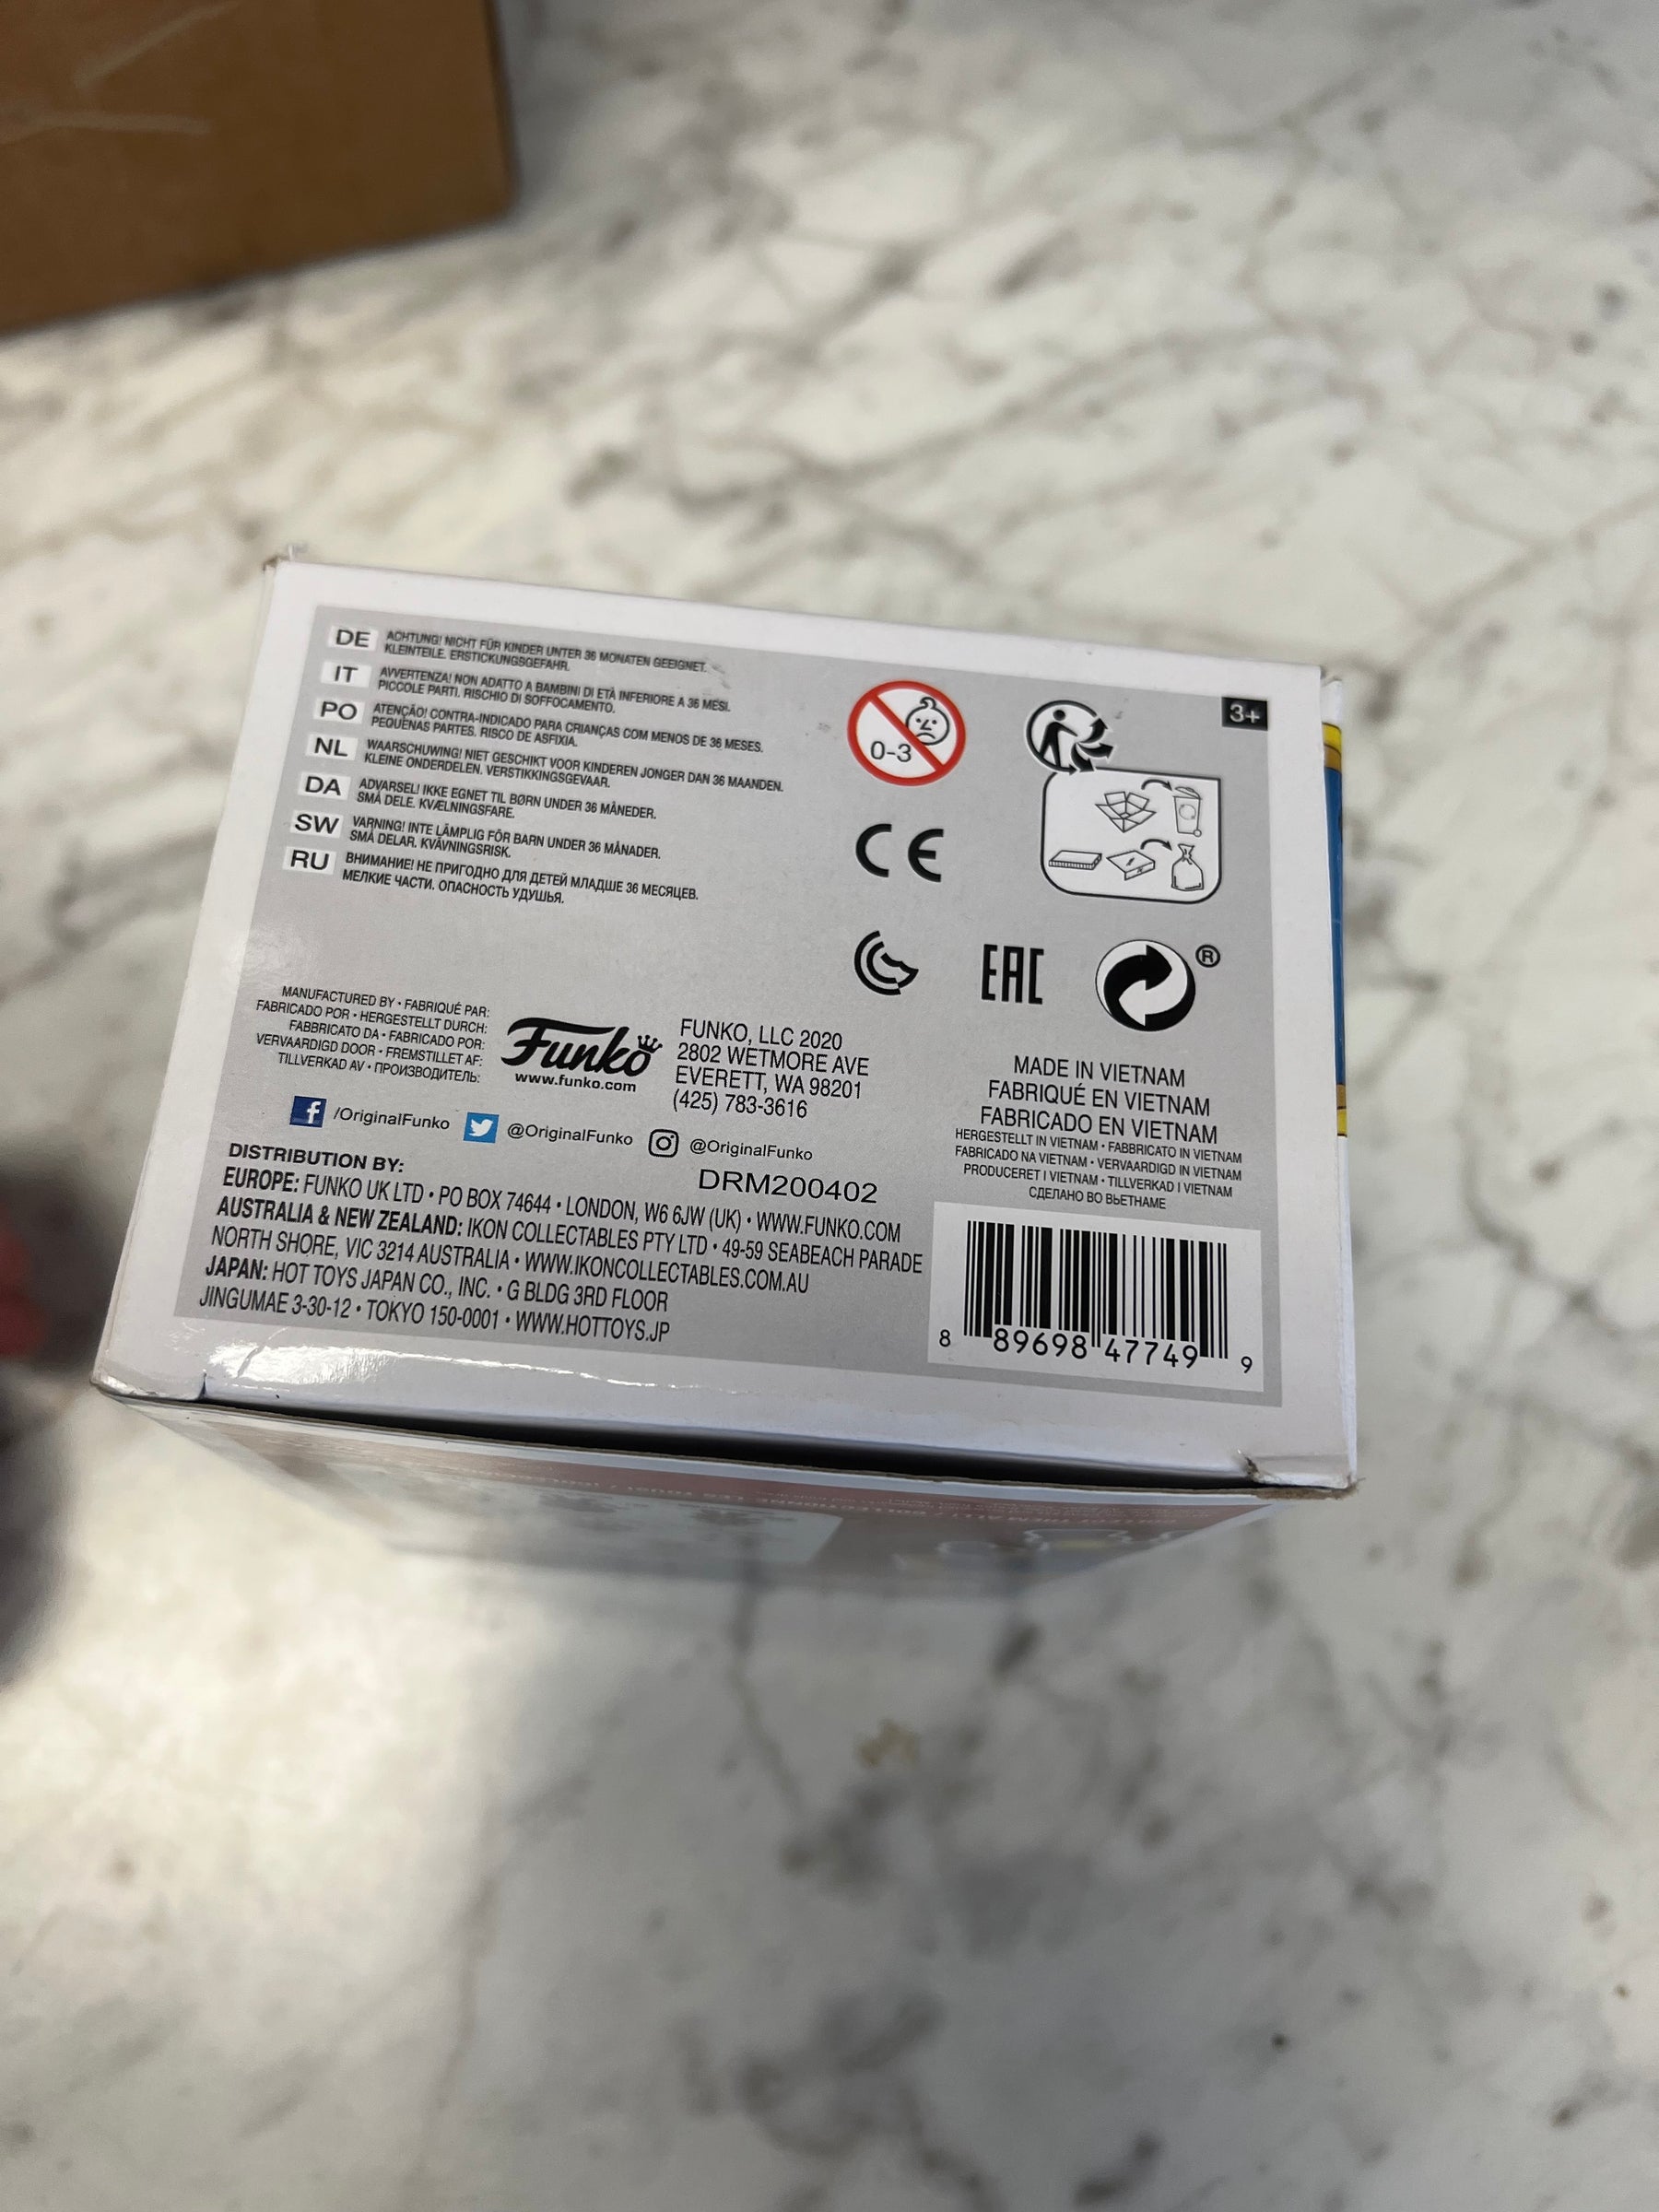 DE ACHTUNG! NICHT FÜR KINDER UNTER 36 MONATEN GEEIGNET.
KLEINTEILE. ERSTICKUNGSGEFAHR.
IT AVVERTENZA! NON ADATTO A BAMBINI DI ETÀ INFERIORE A 36 MESI.
PICCOLE PARTI. RISCHIO DI SOFFOCAMENTO.
PO ATENÇÃO! CONTRA-INDICADO PARA CRIANÇAS COM MENOS DE 36 MESES.
PEQUENAS PARTES. RISCO DE ASFIXIA.
NL WAARSCHUWING! NIET GESCHIKT VOOR KINDEREN JONGER DAN 36 MAANDEN.
KLEINE ONDERDELEN. VERSTIKKINGSGEVAAR.
DA ADVARSEL! IKKE EGNET TIL BØRN UNDER 36 MÅNEDER.
SMÅ DELE. KVÆLNINGSFARE.
SW VARNING! INTE LÄMPLIG FÖR BARN UNDER 36 MÅNADER.
SMÅ DELAR. KVÄVNINGSRISK.
RU ВНИМАНИЕ! НЕ ПРИГОДНО ДЛЯ ДЕТЕЙ МЛАДШЕ 36 МЕСЯЦЕВ.
МЕЛКИЕ ЧАСТИ. ОПАСНОСТЬ УДУШЬЯ.
0-3
3+
CE
EAC
®
MANUFACTURED BY • FABRIQUÉ PAR:
FABRICADO POR • HERGESTELLT DURCH:
FABBRICATO DA • FABRICADO POR:
VERVAARDIGD DOOR • FREMSTILLET AF:
TILLVERKAD AV • ПРОИЗВОДИТЕЛЬ:
Funko
www.funko.com
FUNKO, LLC 2020
2802 WETMORE AVE
EVERETT, WA 98201
(425) 783-3616
/OriginalFunko @OriginalFunko @OriginalFunko
DRM200402
MADE IN VIETNAM
FABRIQUÉ EN VIETNAM
FABRICADO EN VIETNAM
HERGESTELLT IN VIETNAM • FABBRICATO IN VIETNAM
FABRICADO NA VIETNAM • VERVAARDIGD IN VIETNAM
PRODUCERET I VIETNAM • TILLVERKAD I VIETNAM
СДЕЛАНО ВО ВЬЕТНАМЕ
DISTRIBUTION BY:
EUROPE: FUNKO UK LTD • PO BOX 74644 • LONDON, W6 6JW (UK) • WWW.FUNKO.COM
AUSTRALIA & NEW ZEALAND: IKON COLLECTABLES PTY LTD • 49-59 SEABEACH PARADE
NORTH SHORE, VIC 3214 AUSTRALIA • WWW.IKONCOLLECTABLES.COM.AU
JAPAN: HOT TOYS JAPAN CO., INC. • G BLDG 3RD FLOOR
JINGUMAE 3-30-12 • TOKYO 150-0001 • WWW.HOTTOYS.JP
8 89698 47749 9